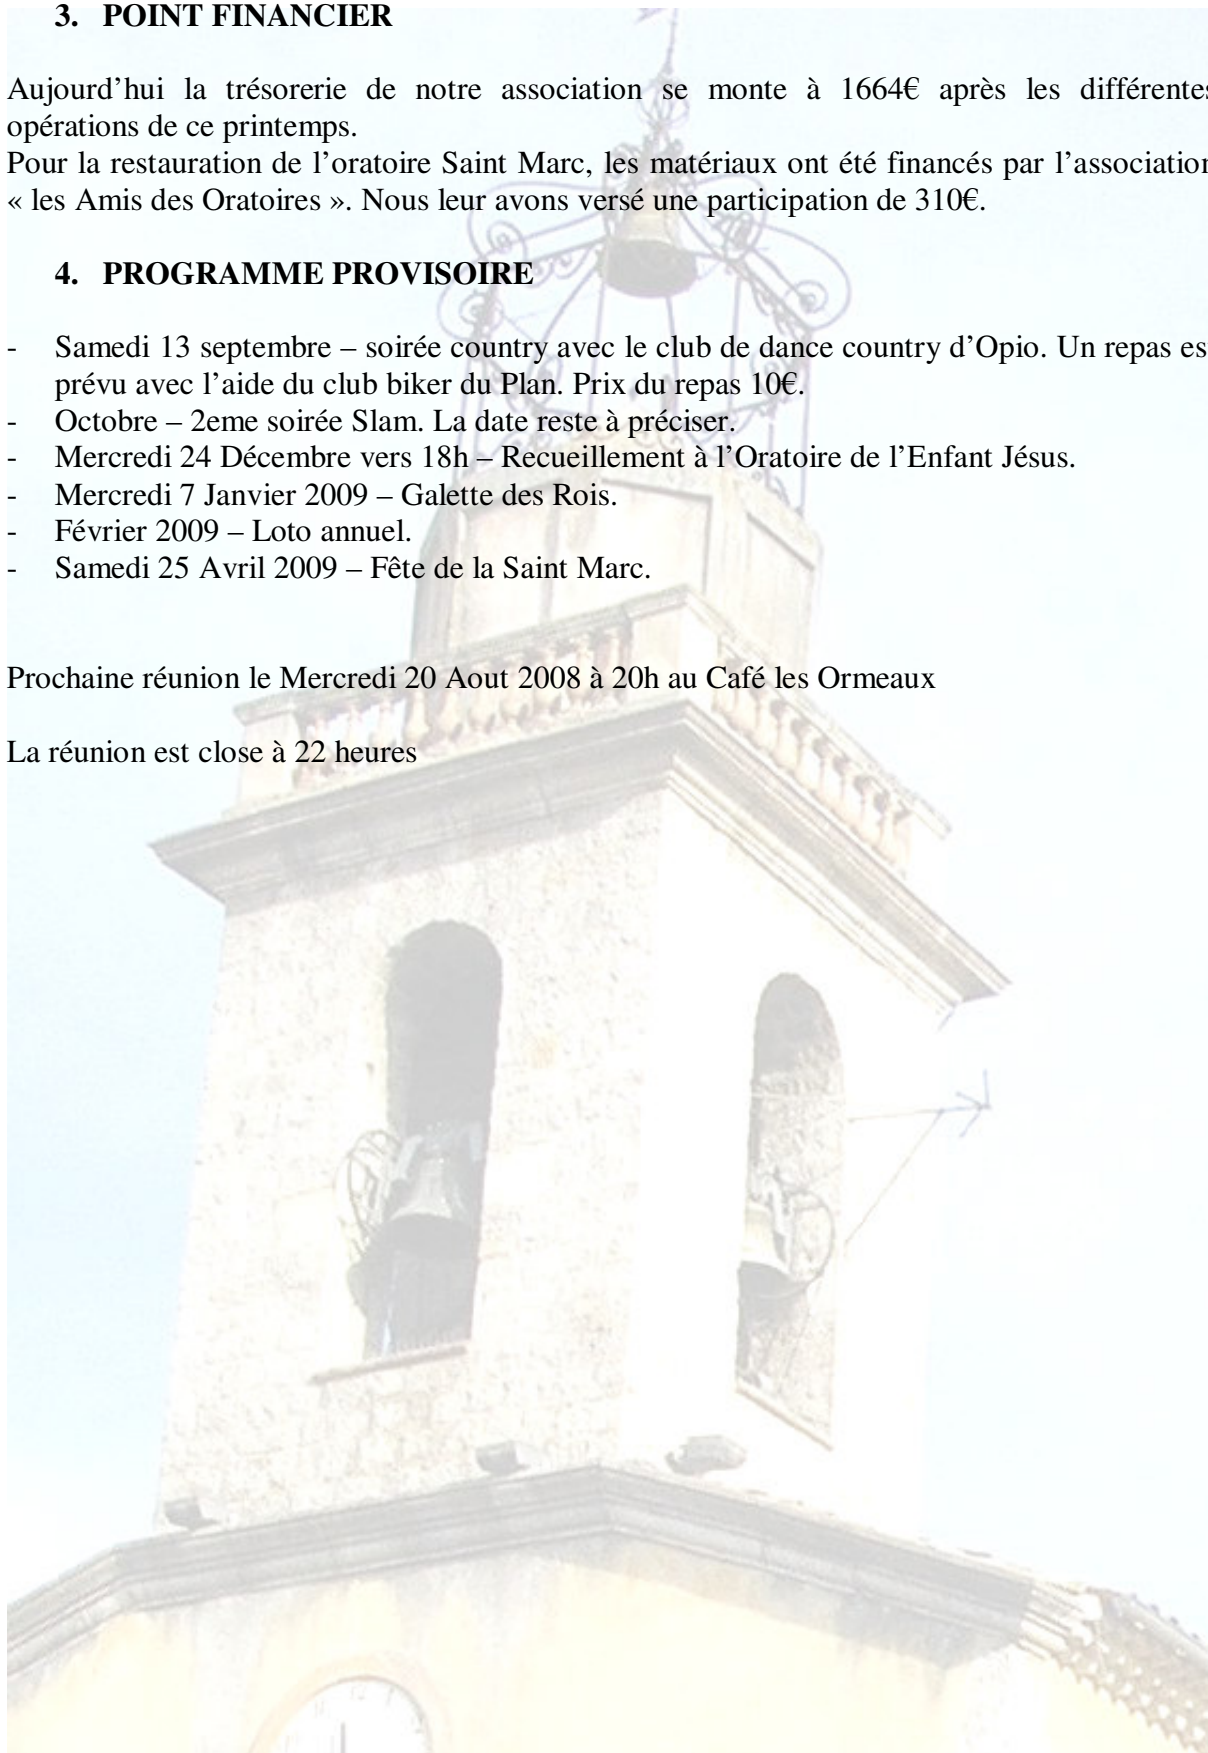 3. POINT FINANCIER
Aujourd’hui la trésorerie de notre association se monte à 1664€ après les différentes
opérations de ce printemps.
Pour la restauration de l’oratoire Saint Marc, les matériaux ont été financés par l’association
« les Amis des Oratoires ». Nous leur avons versé une participation de 310€.
4. PROGRAMME PROVISOIRE
- Samedi 13 septembre – soirée country avec le club de dance country d’Opio. Un repas es
prévu avec l’aide du club biker du Plan. Prix du repas 10€.
- Octobre – 2eme soirée Slam. La date reste à préciser.
- Mercredi 24 Décembre vers 18h – Recueillement à l’Oratoire de l’Enfant Jésus.
- Mercredi 7 Janvier 2009 – Galette des Rois.
- Février 2009 – Loto annuel.
- Samedi 25 Avril 2009 – Fête de la Saint Marc.
Prochaine réunion le Mercredi 20 Aout 2008 à 20h au Café les Ormeaux
La réunion est close à 22 heures